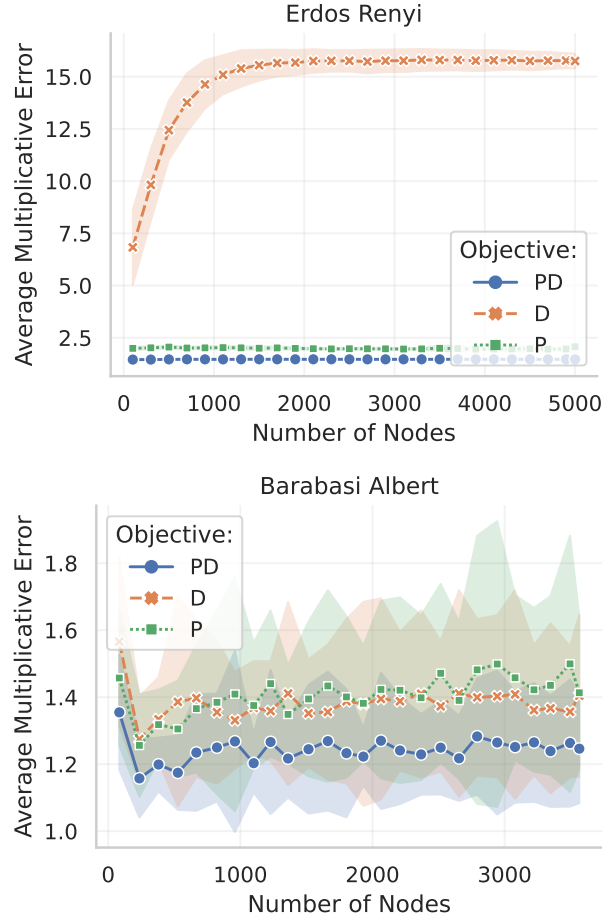 Erdos Renyi
Average Multiplicative Error
15.0
12.5
10.0
7.5
5.0
2.5
Objective:
PD
D
P
0 1000 2000 3000 4000 5000
Number of Nodes
Barabasi Albert
Average Multiplicative Error
1.8
1.6
1.4
1.2
1.0
Objective:
PD
D
P
0 1000 2000 3000
Number of Nodes